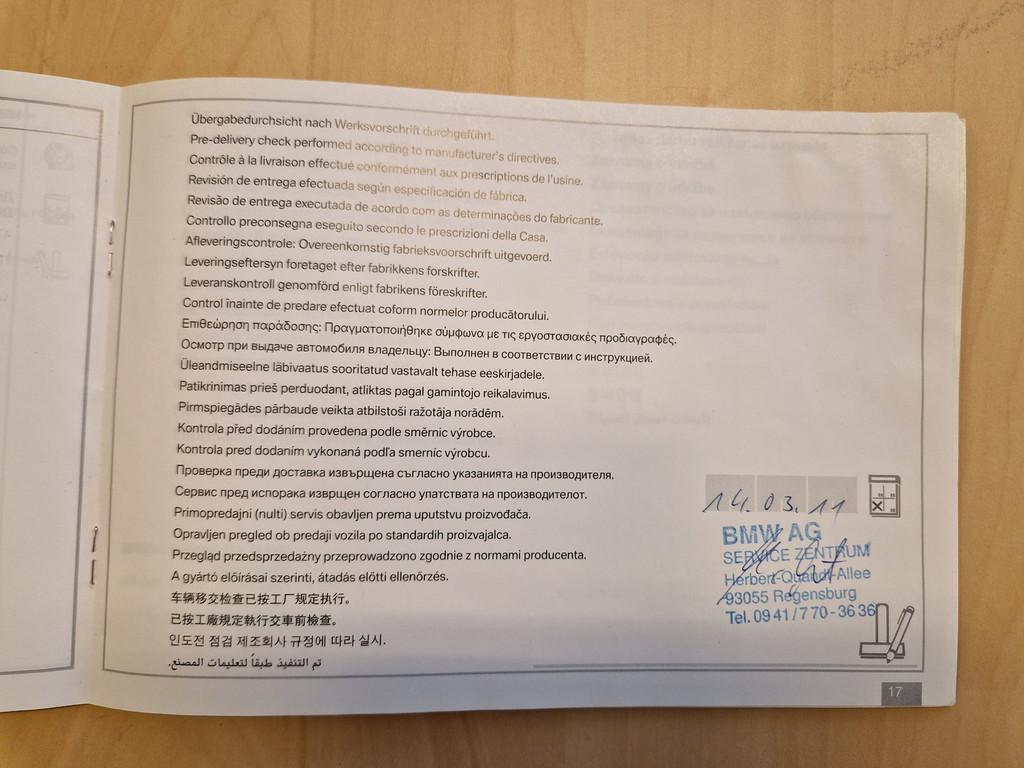 Übergabedurchsicht nach Werksvorschrift durchgeführt.
Pre-delivery check performed according to manufacturer's directives.
Contrôle à la livraison effectué conformément aux prescriptions de l'usine.
Revisión de entrega efectuada según especificación de fábrica.
Revisão de entrega executada de acordo com as determinações do fabricante.
Controllo preconsegna eseguito secondo le prescrizioni della Casa.
Afleveringscontrole: Overeenkomstig fabrieksvoorschrift uitgevoerd.
Leveringseftersyn foretaget efter fabrikkens forskrifter.
Leveranskontroll genomförd enligt fabrikens föreskrifter.
Control înainte de predare efectuat coform normelor producătorului.
Επιθεώρηση παράδοσης: Πραγματοποιήθηκε σύμφωνα με τις εργοστασιακές προδιαγραφές.
Осмотр при выдаче автомобиля владельцу: Выполнен в соответствии с инструкцией.
Üleandmiseelne läbivaatus sooritatud vastavalt tehase eeskirjadele.
Patikrinimas prieš perduodant, atliktas pagal gamintojo reikalavimus.
Pirmspiegādes pārbaude veikta atbilstoši ražotāja norādēm.
Kontrola před dodáním provedena podle směrnic výrobce.
Kontrola pred dodaním vykonaná podľa smerníc výrobcu.
Проверка преди доставка извърщена съгласно указанията на производителя.
Сервис пред испорака изврщен согласно упатствата на производителот.
Primopredajni (nulti) servis obavljen prema uputstvu proizvođača.
Opravljen pregled ob predaji vozila po standardih proizvajalca.
Przegląd przedsprzedażny przeprowadzono zgodnie z normami producenta.
A gyártó előírásai szerinti, átadás előtti ellenőrzés.
车辆移交检查已按工厂规定执行。
已按工廠規定執行交車前檢查。
인도전 점검 제조회사 규정에 따라 실시.
تم التنفيذ طبقاً لتعليمات المصنع.
14.03.11
BMW AG
SERVICE ZENTRUM
Herbert-Quandt-Allee
93055 Regensburg
Tel. 09 41 / 7 70 - 36 36
17